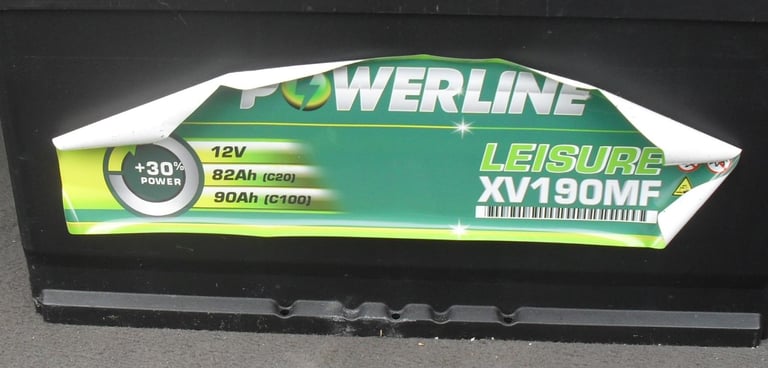 POWERLINE
+30%
POWER
12V
82Ah (C20)
90Ah (C100)
LEISURE
XV190MF